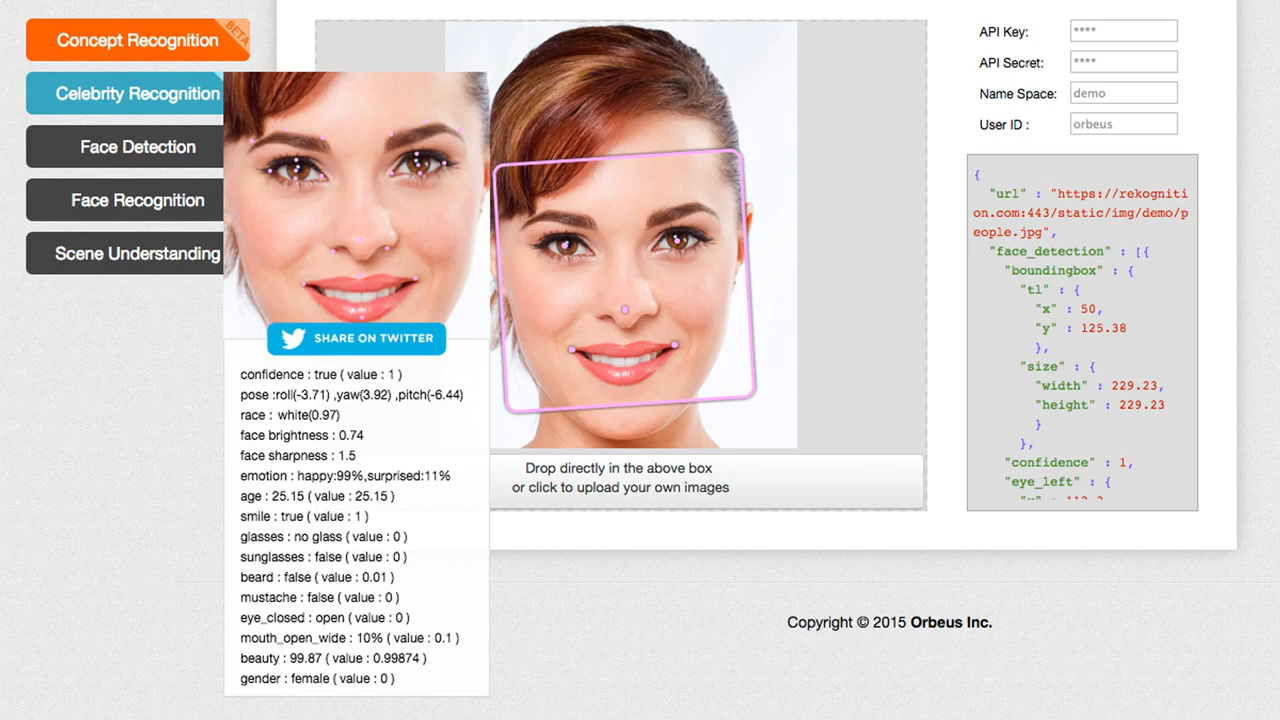 Concept Recognition
BETA
Celebrity Recognition
Face Detection
Face Recognition
Scene Understanding
SHARE ON TWITTER
confidence : true ( value : 1 )
pose :roll(-3.71) ,yaw(3.92) ,pitch(-6.44)
race : white(0.97)
face brightness : 0.74
face sharpness : 1.5
emotion : happy:99%,surprised:11%
age : 25.15 ( value : 25.15 )
smile : true ( value : 1 )
glasses : no glass ( value : 0 )
sunglasses : false ( value : 0 )
beard : false ( value : 0.01 )
mustache : false ( value : 0 )
eye_closed : open ( value : 0 )
mouth_open_wide : 10% ( value : 0.1 )
beauty : 99.87 ( value : 0.99874 )
gender : female ( value : 0 )
Drop directly in the above box
or click to upload your own images
API Key: ****
API Secret: ****
Name Space: demo
User ID : orbeus
{
"url" : "https://rekogniti
on.com:443/static/img/demo/p
eople.jpg",
"face_detection" : [{
"boundingbox" : {
"tl" : {
"x" : 50,
"y" : 125.38
},
"size" : {
"width" : 229.23,
"height" : 229.23
}
},
"confidence" : 1,
"eye_left" : {
Copyright © 2015 Orbeus Inc.